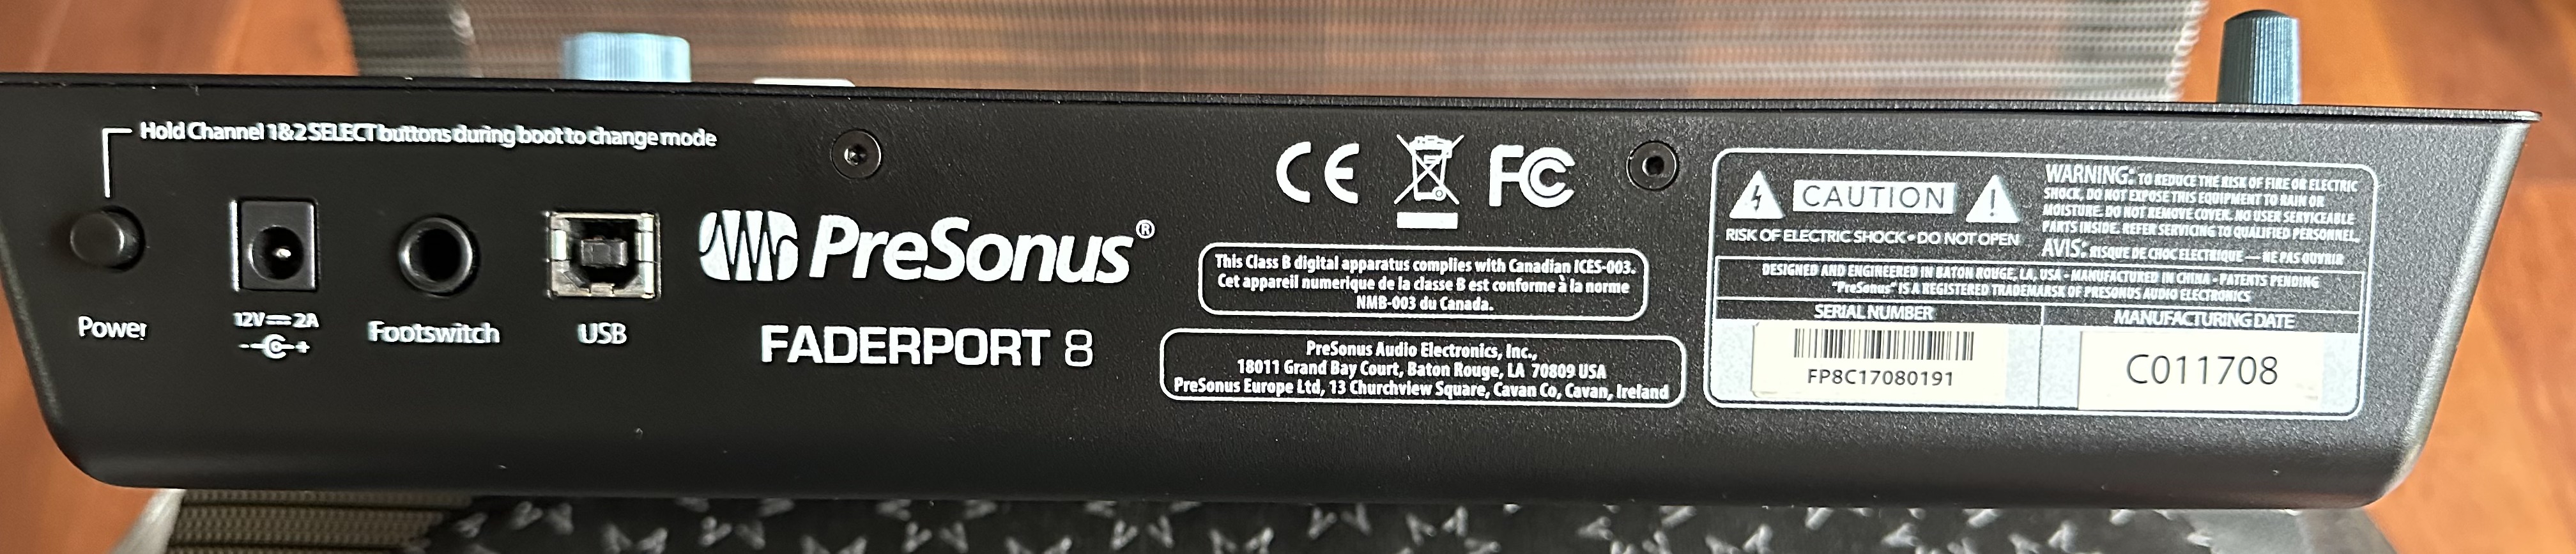 Hold Channel 1&2 SELECT buttons during boot to change mode
Power
12V 2A
Footswitch
USB
PreSonus®
FADERPORT 8
CE
FC
This Class B digital apparatus complies with Canadian ICES-003.
Cet appareil numerique de la classe B est conforme à la norme
NMB-003 du Canada.
PreSonus Audio Electronics, Inc.,
18011 Grand Bay Court, Baton Rouge, LA 70809 USA
PreSonus Europe Ltd, 13 Churchview Square, Cavan Co, Cavan, Ireland
CAUTION
RISK OF ELECTRIC SHOCK • DO NOT OPEN
WARNING: TO REDUCE THE RISK OF FIRE OR ELECTRIC
SHOCK, DO NOT EXPOSE THIS EQUIPMENT TO RAIN OR
MOISTURE. DO NOT REMOVE COVER. NO USER SERVICEABLE
PARTS INSIDE. REFER SERVICING TO QUALIFIED PERSONNEL.
AVIS: RISQUE DE CHOC ELECTRIQUE — NE PAS OUVRIR
DESIGNED AND ENGINEERED IN BATON ROUGE, LA, USA • MANUFACTURED IN CHINA • PATENTS PENDING
"PreSonus" IS A REGISTERED TRADEMARSK OF PRESONUS AUDIO ELECTRONICS
SERIAL NUMBER
FP8C17080191
MANUFACTURING DATE
C011708